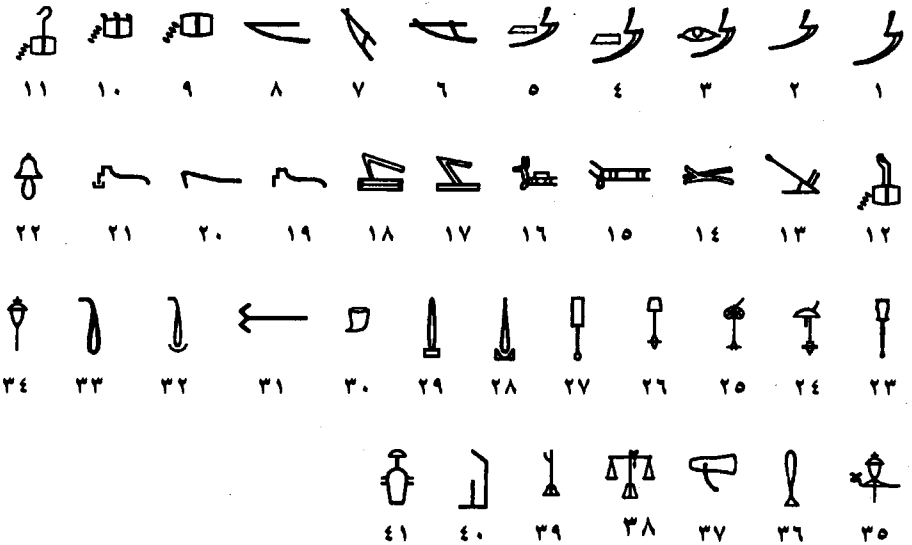 ١ ٢ ٣ ٤ ٥ ٦ ٧ ٨ ٩ ١٠ ١١
١٢ ١٣ ١٤ ١٥ ١٦ ١٧ ١٨ ١٩ ٢٠ ٢١ ٢٢
٢٣ ٢٤ ٢٥ ٢٦ ٢٧ ٢٨ ٢٩ ٣٠ ٣١ ٣٢ ٣٣ ٣٤
٣٥ ٣٦ ٣٧ ٣٨ ٣٩ ٤٠ ٤١